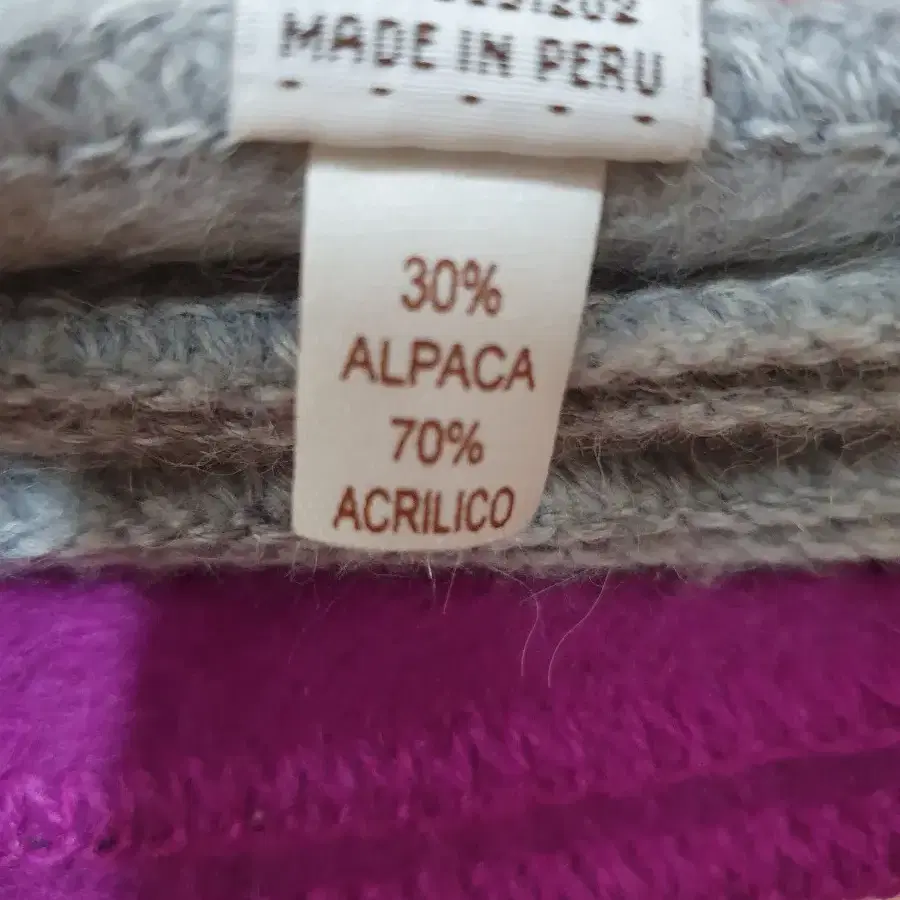 MADE IN PERU
30%
ALPACA
70%
ACRILICO